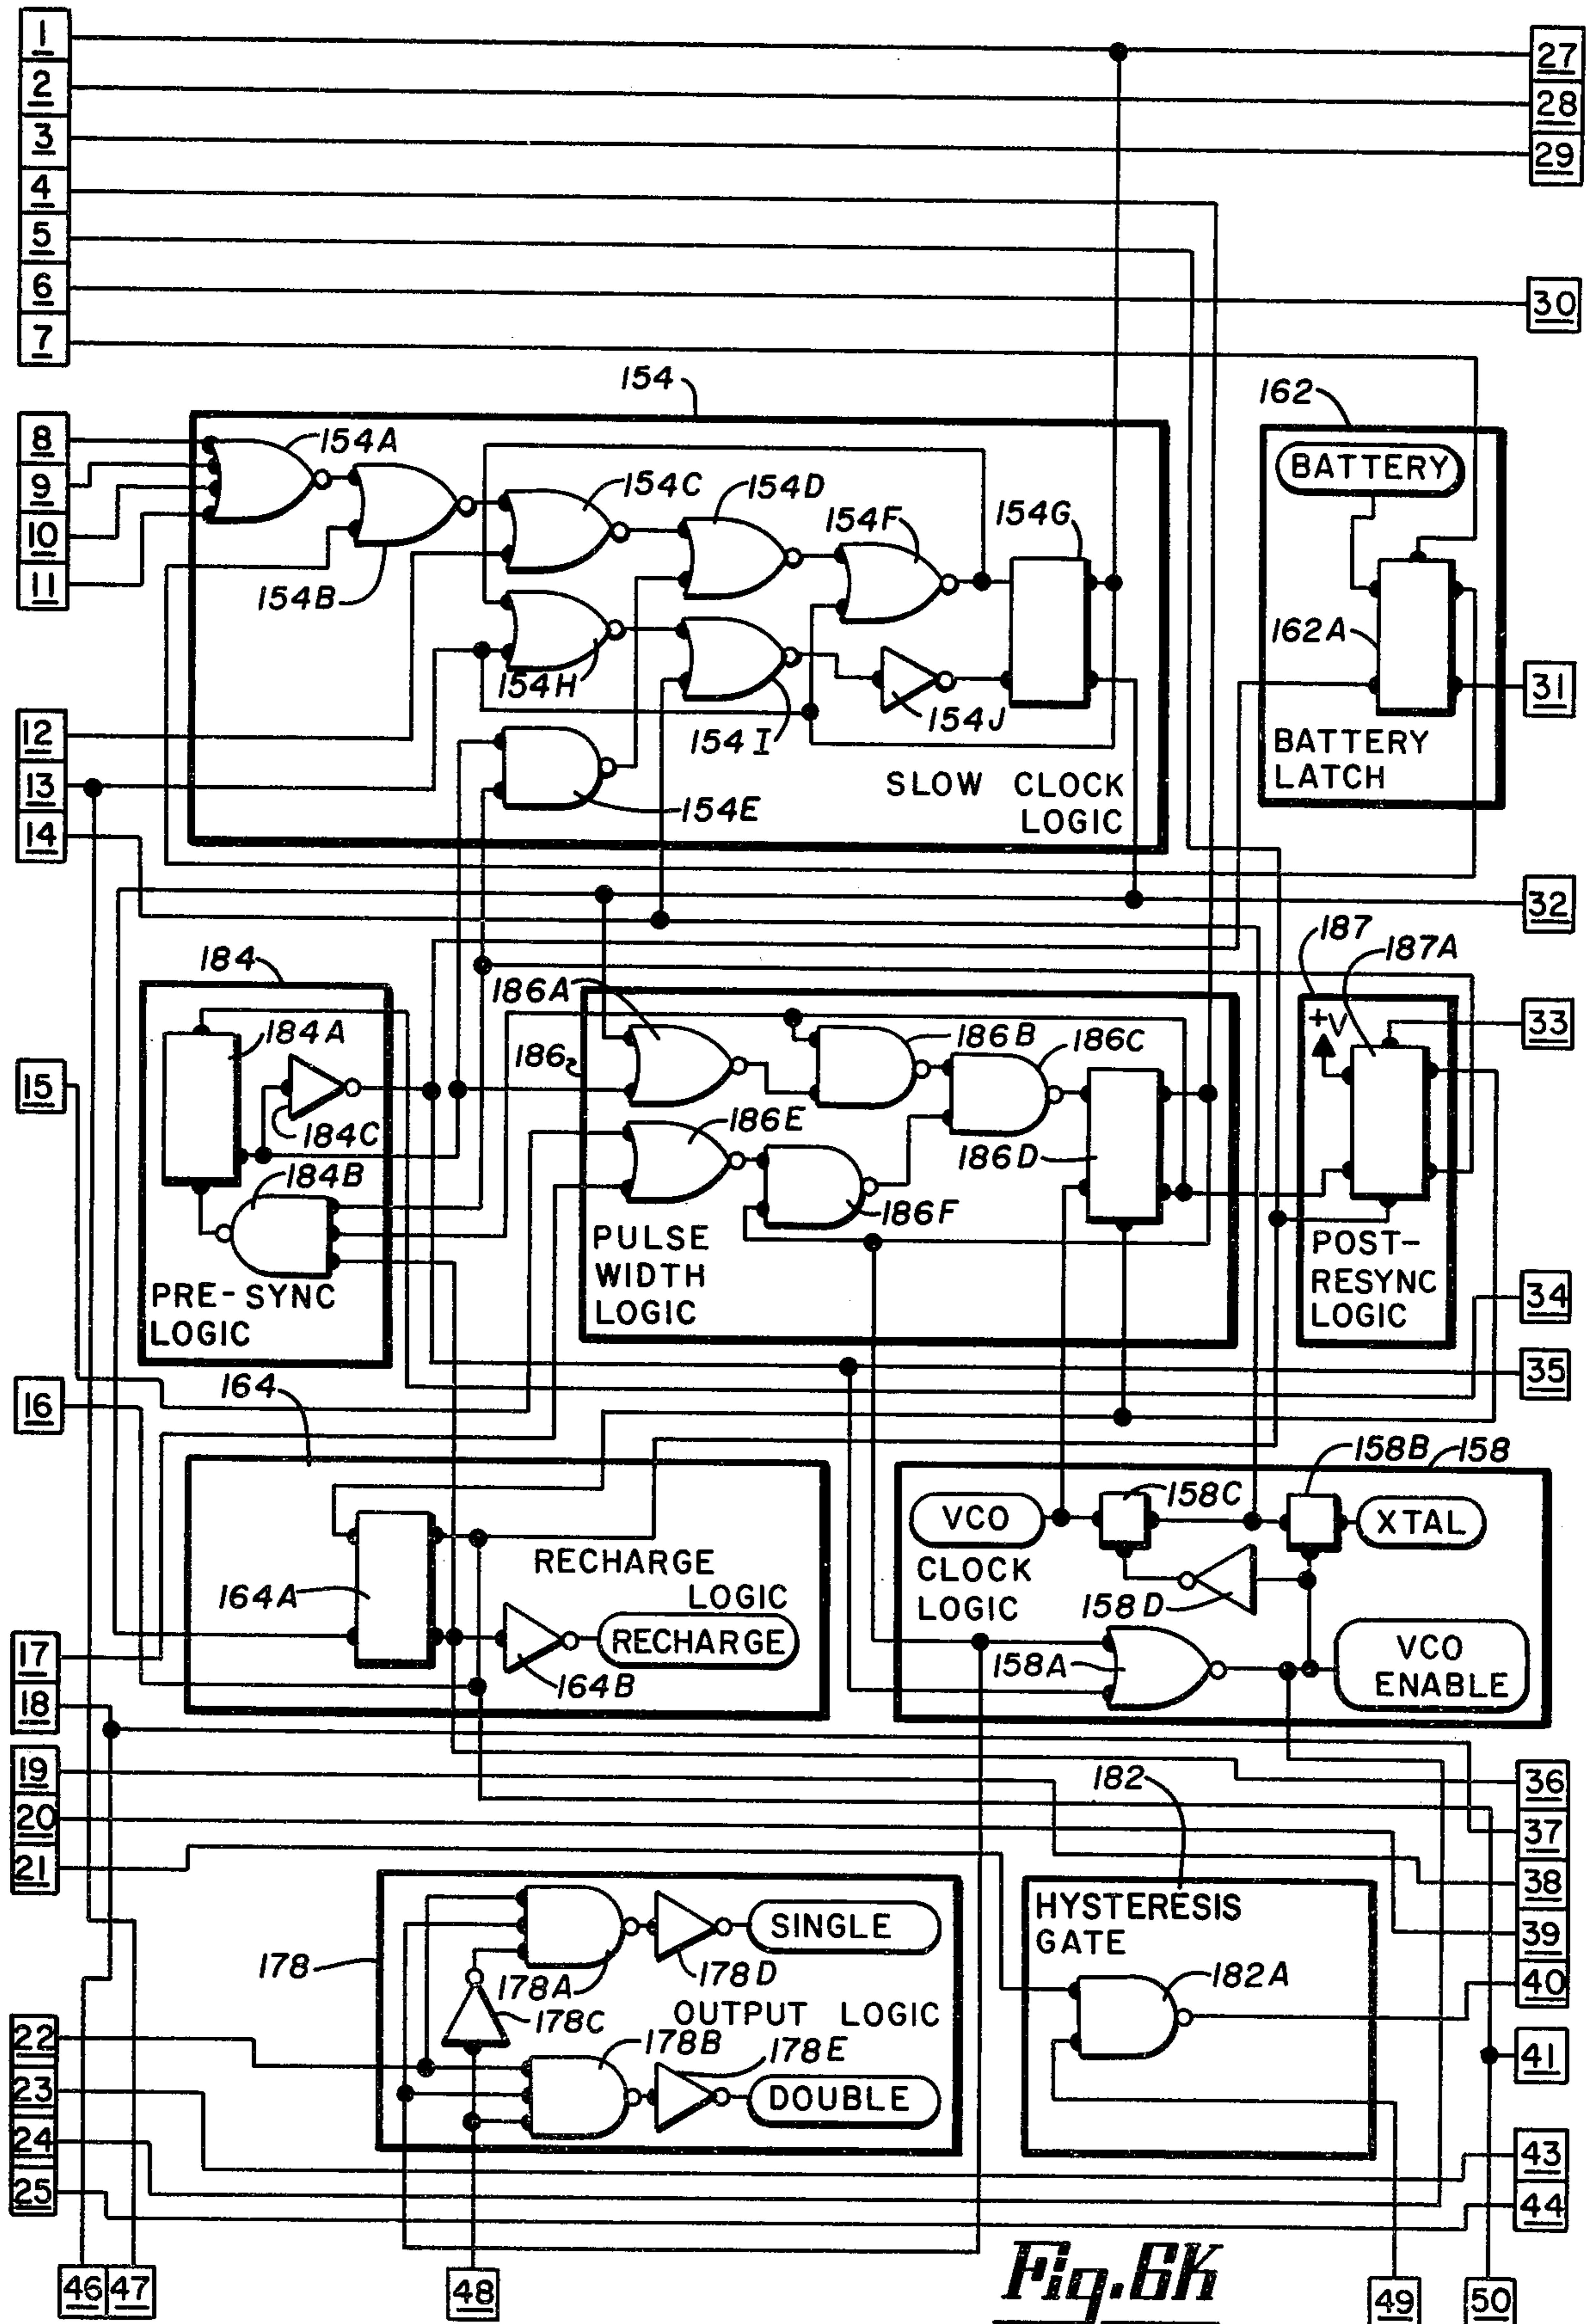 1
27
2
28
3
29
4
5
6
30
7
154
162
8
154A
BATTERY
9
154C
154D
154F
154G
10
11
154B
162A
154H
154I
154J
31
12
BATTERY
LATCH
13
154E
SLOW CLOCK
LOGIC
14
32
184
187
187A
186A
+V
33
184A
186
186B
186C
15
184C
186E
186D
184B
186F
PULSE
WIDTH
LOGIC
POST-
RESYNC
LOGIC
PRE-SYNC
LOGIC
34
35
16
164
158B
158
VCO
158C
XTAL
RECHARGE
LOGIC
CLOCK
LOGIC
164A
158D
17
RECHARGE
158A
VCO
ENABLE
18
164B
19
182
36
20
37
21
38
HYSTERESIS
GATE
SINGLE
39
178
178A
178D
182A
40
22
178C
OUTPUT LOGIC
178B
178E
41
23
DOUBLE
24
43
25
44
46
47
48
Fig. 6K
49
50